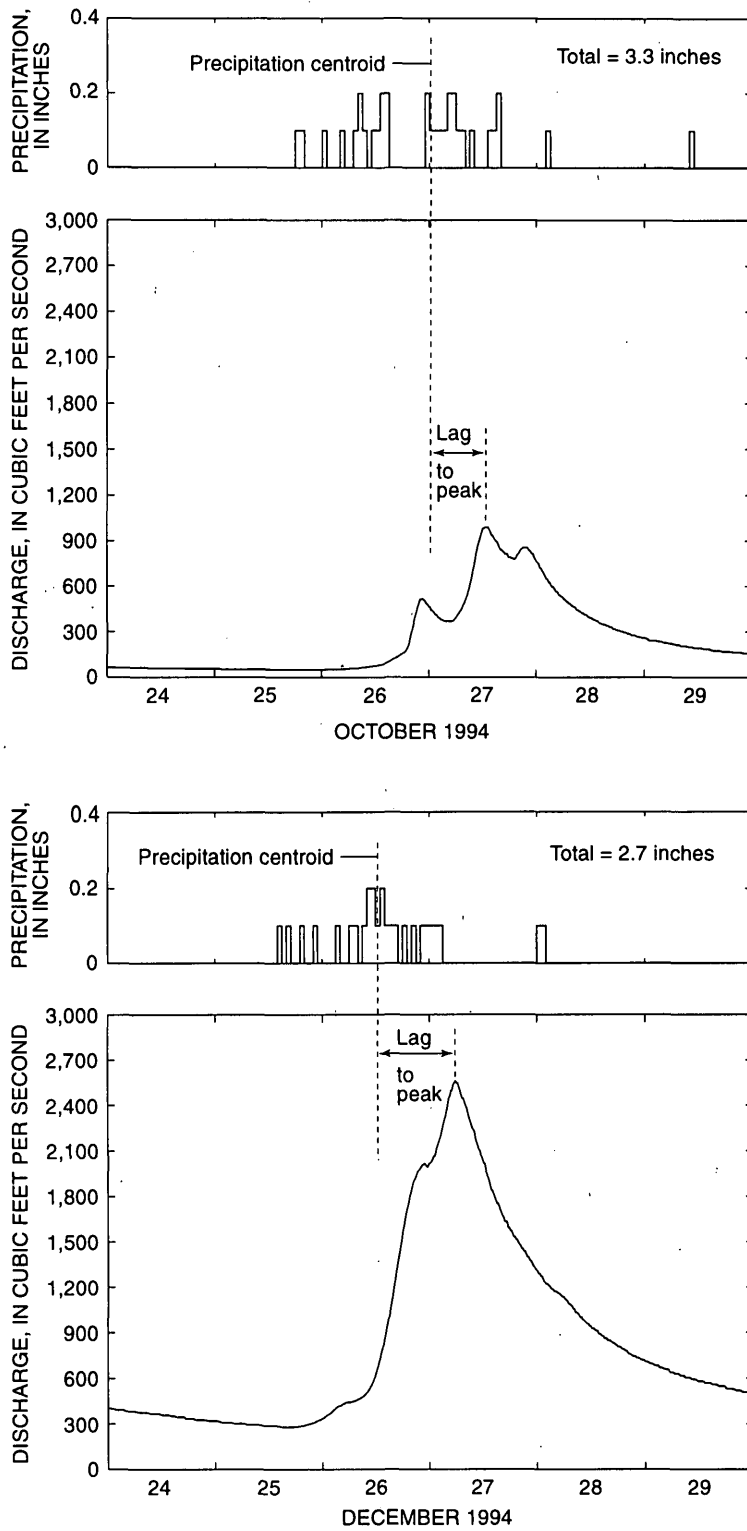 PRECIPITATION,
IN INCHES
0.4
0.2
0
Precipitation centroid
Total = 3.3 inches
DISCHARGE, IN CUBIC FEET PER SECOND
3,000
2,700
2,400
2,100
1,800
1,500
1,200
900
600
300
0
Lag
to
peak
24 25 26 27 28 29
OCTOBER 1994
PRECIPITATION,
IN INCHES
0.4
0.2
0
Precipitation centroid
Total = 2.7 inches
DISCHARGE, IN CUBIC FEET PER SECOND
3,000
2,700
2,400
2,100
1,800
1,500
1,200
900
600
300
0
Lag
to
peak
24 25 26 27 28 29
DECEMBER 1994